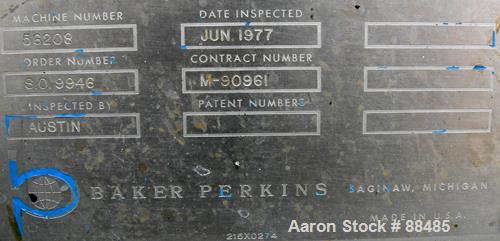 MACHINE NUMBER DATE INSPECTED
56208 JUN 1977
ORDER NUMBER CONTRACT NUMBER
S.O. 9946 M-90961
INSPECTED BY PATENT NUMBERS
AUSTIN
BAKER PERKINS SAGINAW, MICHIGAN
MADE IN U.S.A.
216X0274
Aaron Stock # 88485